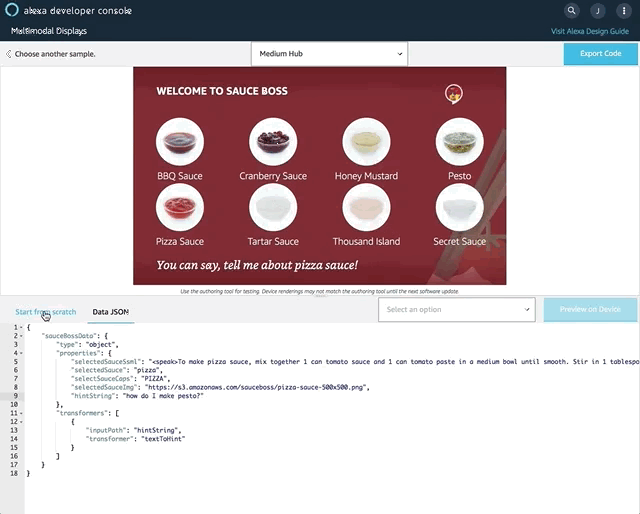 alexa developer console
J
Multimodal Displays
Visit Alexa Design Guide
Choose another sample.
Medium Hub
Export Code
WELCOME TO SAUCE BOSS
BBQ Sauce
Cranberry Sauce
Honey Mustard
Pesto
Pizza Sauce
Tartar Sauce
Thousand Island
Secret Sauce
You can say, tell me about pizza sauce!
Use the authoring tool for testing. Device renderings may not match the authoring tool until the next software update.
Start from scratch
Data JSON
Select an option
Preview on Device
1 {
2 "sauceBossData": {
3 "type": "object",
4 "properties": {
5 "selectedSauceSsml": "<speak>To make pizza sauce, mix together 1 can tomato sauce and 1 can tomato paste in a medium bowl until smooth. Stir in 1 tablespo
6 "selectedSauce": "pizza",
7 "selectSauceCaps": "PIZZA",
8 "selectedSauceImg": "https://s3.amazonaws.com/sauceboss/pizza-sauce-500x500.png",
9 "hintString": "how do I make pesto?"
10 },
11 "transformers": [
12 {
13 "inputPath": "hintString",
14 "transformer": "textToHint"
15 }
16 ]
17 }
18 }